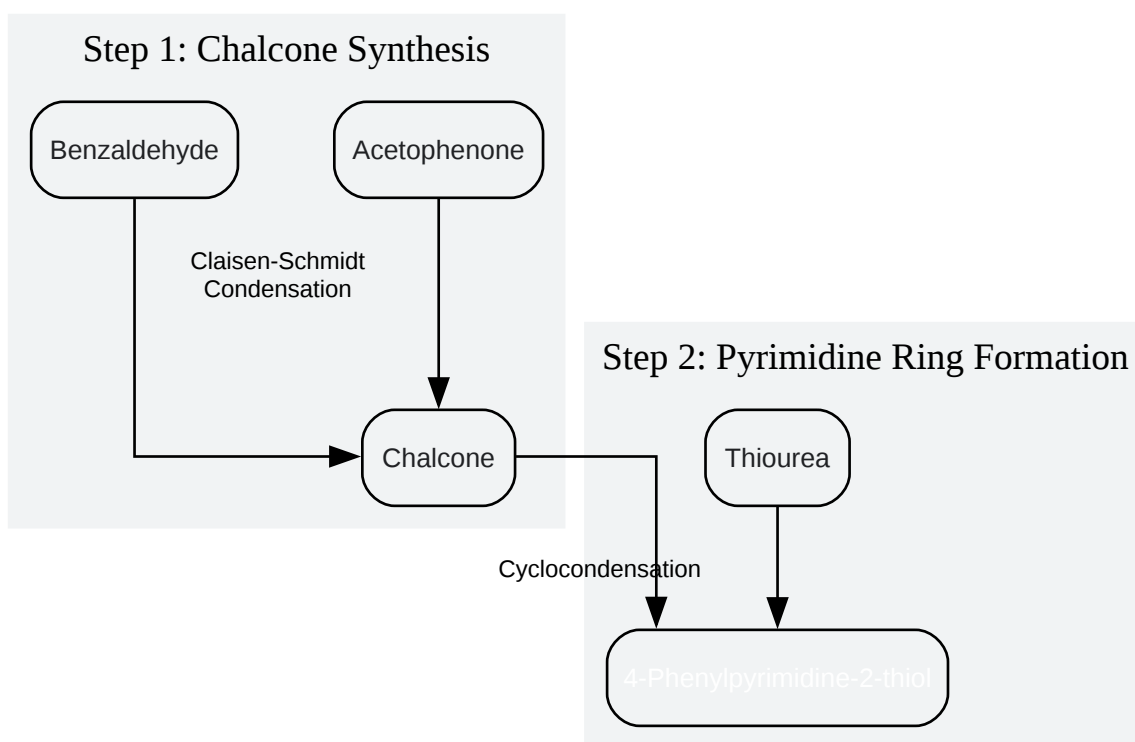 Step 1: Chalcone Synthesis
Benzaldehyde
Acetophenone
Claisen-Schmidt
Condensation
Chalcone
Step 2: Pyrimidine Ring Formation
Thiourea
Cyclocondensation
4-Phenylpyrimidine-2-thiol